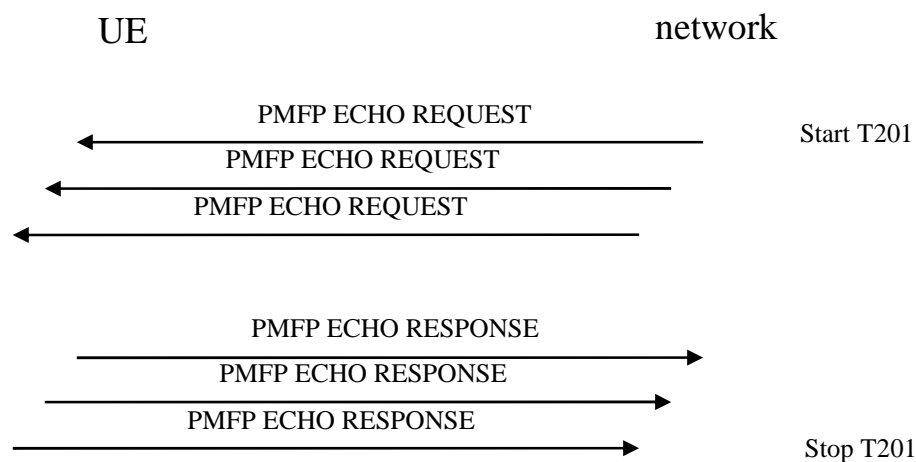 UE
network
PMFP ECHO REQUEST
Start T201
PMFP ECHO REQUEST
PMFP ECHO REQUEST
PMFP ECHO RESPONSE
PMFP ECHO RESPONSE
PMFP ECHO RESPONSE
Stop T201